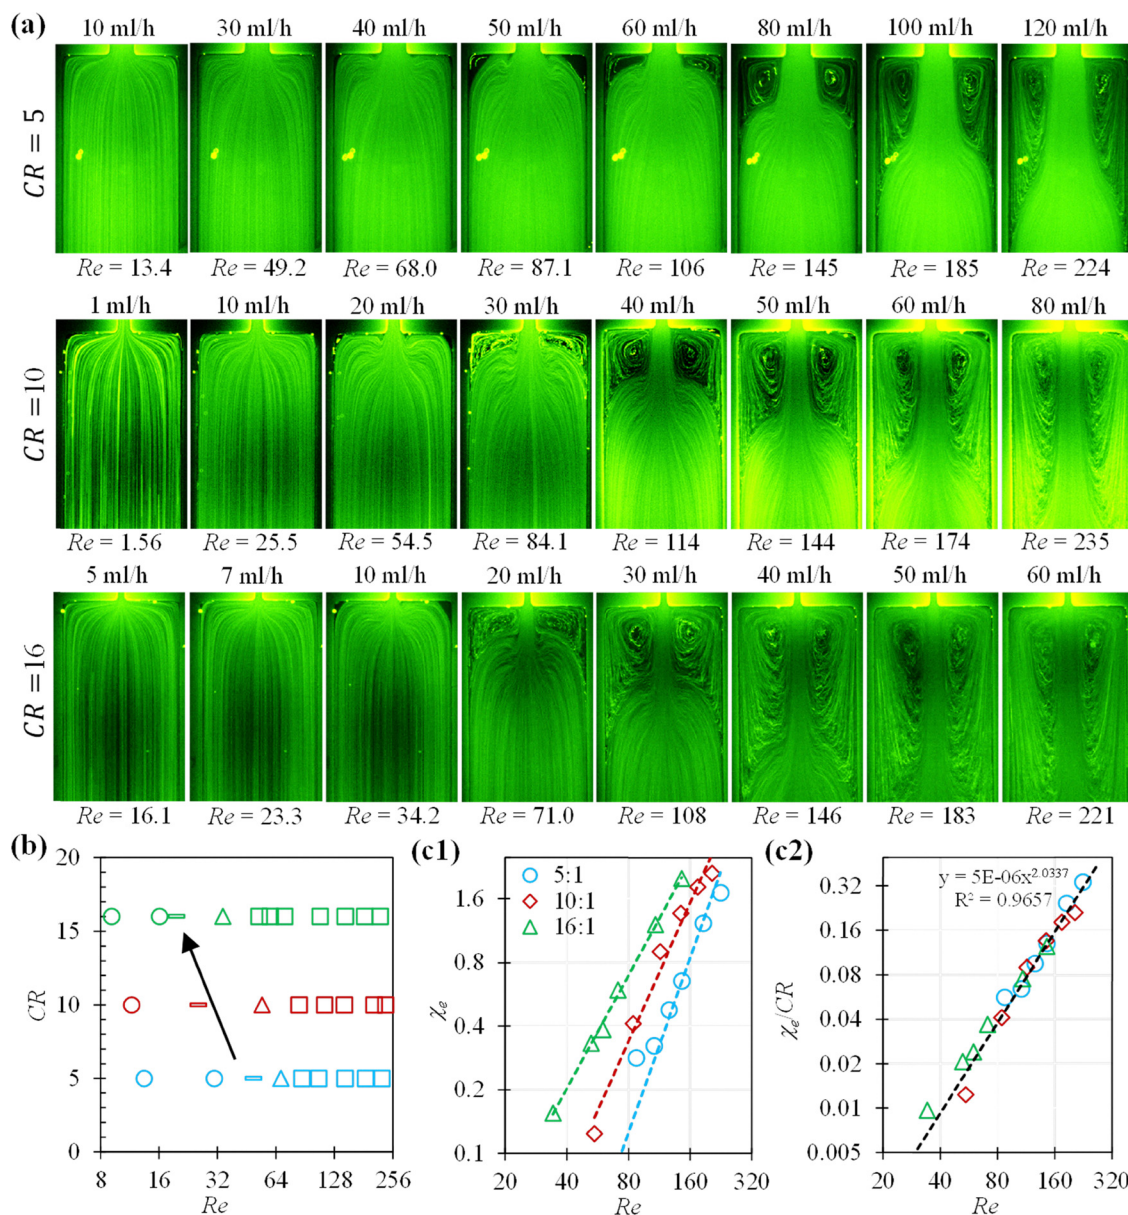 (a) 10 ml/h 30 ml/h 40 ml/h 50 ml/h 60 ml/h 80 ml/h 100 ml/h 120 ml/h
CR = 5
Re = 13.4 Re = 49.2 Re = 68.0 Re = 87.1 Re = 106 Re = 145 Re = 185 Re = 224
1 ml/h 10 ml/h 20 ml/h 30 ml/h 40 ml/h 50 ml/h 60 ml/h 80 ml/h
CR = 10
Re = 1.56 Re = 25.5 Re = 54.5 Re = 84.1 Re = 114 Re = 144 Re = 174 Re = 235
5 ml/h 7 ml/h 10 ml/h 20 ml/h 30 ml/h 40 ml/h 50 ml/h 60 ml/h
CR = 16
Re = 16.1 Re = 23.3 Re = 34.2 Re = 71.0 Re = 108 Re = 146 Re = 183 Re = 221
(b)
20
15
10
5
0
CR
8 16 32 64 128 256
Re
(c1)
5:1
10:1
16:1
1.6
0.8
0.4
0.2
0.1
χe
20 40 80 160 320
Re
(c2)
y = 5E-06x2.0337
R² = 0.9657
0.32
0.16
0.08
0.04
0.02
0.01
0.005
χe/CR
20 40 80 160 320
Re